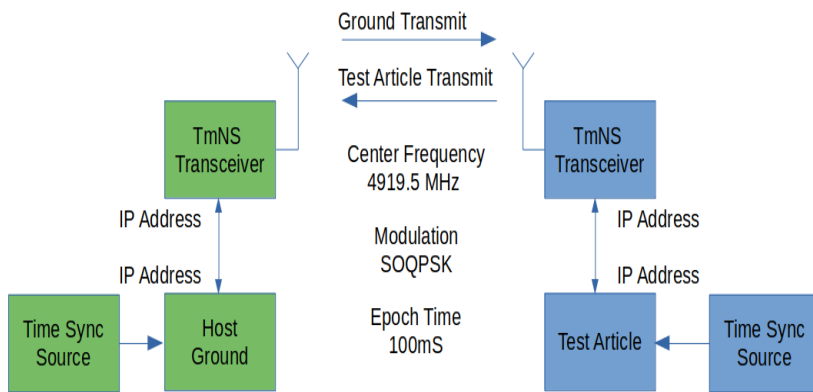 Ground Transmit
Test Article Transmit
TmNS
Transceiver
TmNS
Transceiver
Center Frequency
4919.5 MHz
IP Address
IP Address
Modulation
SOQPSK
IP Address
IP Address
Time Sync
Source
Host
Ground
Epoch Time
100mS
Test Article
Time Sync
Source